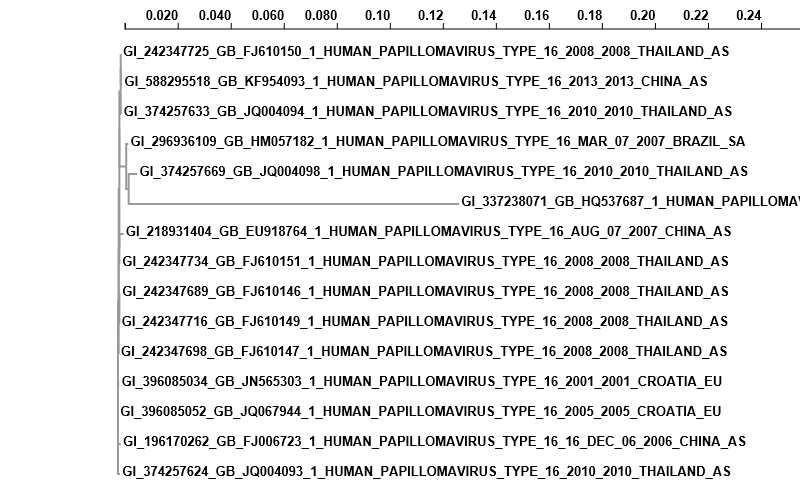 0.020 0.040 0.060 0.080 0.10 0.12 0.14 0.16 0.18 0.20 0.22 0.24
GI_242347725_GB_FJ610150_1_HUMAN_PAPILLOMAVIRUS_TYPE_16_2008_2008_THAILAND_AS
GI_588295518_GB_KF954093_1_HUMAN_PAPILLOMAVIRUS_TYPE_16_2013_2013_CHINA_AS
GI_374257633_GB_JQ004094_1_HUMAN_PAPILLOMAVIRUS_TYPE_16_2010_2010_THAILAND_AS
GI_296936109_GB_HM057182_1_HUMAN_PAPILLOMAVIRUS_TYPE_16_MAR_07_2007_BRAZIL_SA
GI_374257669_GB_JQ004098_1_HUMAN_PAPILLOMAVIRUS_TYPE_16_2010_2010_THAILAND_AS
GI_337238071_GB_HQ537687_1_HUMAN_PAPILLOMAV
GI_218931404_GB_EU918764_1_HUMAN_PAPILLOMAVIRUS_TYPE_16_AUG_07_2007_CHINA_AS
GI_242347734_GB_FJ610151_1_HUMAN_PAPILLOMAVIRUS_TYPE_16_2008_2008_THAILAND_AS
GI_242347689_GB_FJ610146_1_HUMAN_PAPILLOMAVIRUS_TYPE_16_2008_2008_THAILAND_AS
GI_242347716_GB_FJ610149_1_HUMAN_PAPILLOMAVIRUS_TYPE_16_2008_2008_THAILAND_AS
GI_242347698_GB_FJ610147_1_HUMAN_PAPILLOMAVIRUS_TYPE_16_2008_2008_THAILAND_AS
GI_396085034_GB_JN565303_1_HUMAN_PAPILLOMAVIRUS_TYPE_16_2001_2001_CROATIA_EU
GI_396085052_GB_JQ067944_1_HUMAN_PAPILLOMAVIRUS_TYPE_16_2005_2005_CROATIA_EU
GI_196170262_GB_FJ006723_1_HUMAN_PAPILLOMAVIRUS_TYPE_16_16_DEC_06_2006_CHINA_AS
GI_374257624_GB_JQ004093_1_HUMAN_PAPILLOMAVIRUS_TYPE_16_2010_2010_THAILAND_AS